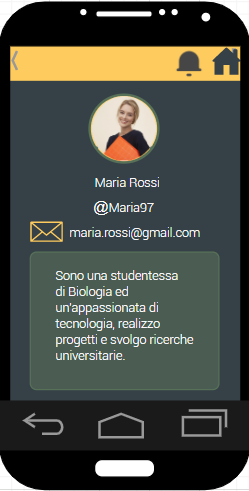 Maria Rossi
@Maria97
maria.rossi@gmail.com
Sono una studentessa
di Biologia ed
un'appassionata di
tecnologia, realizzo
progetti e svolgo ricerche
universitarie.